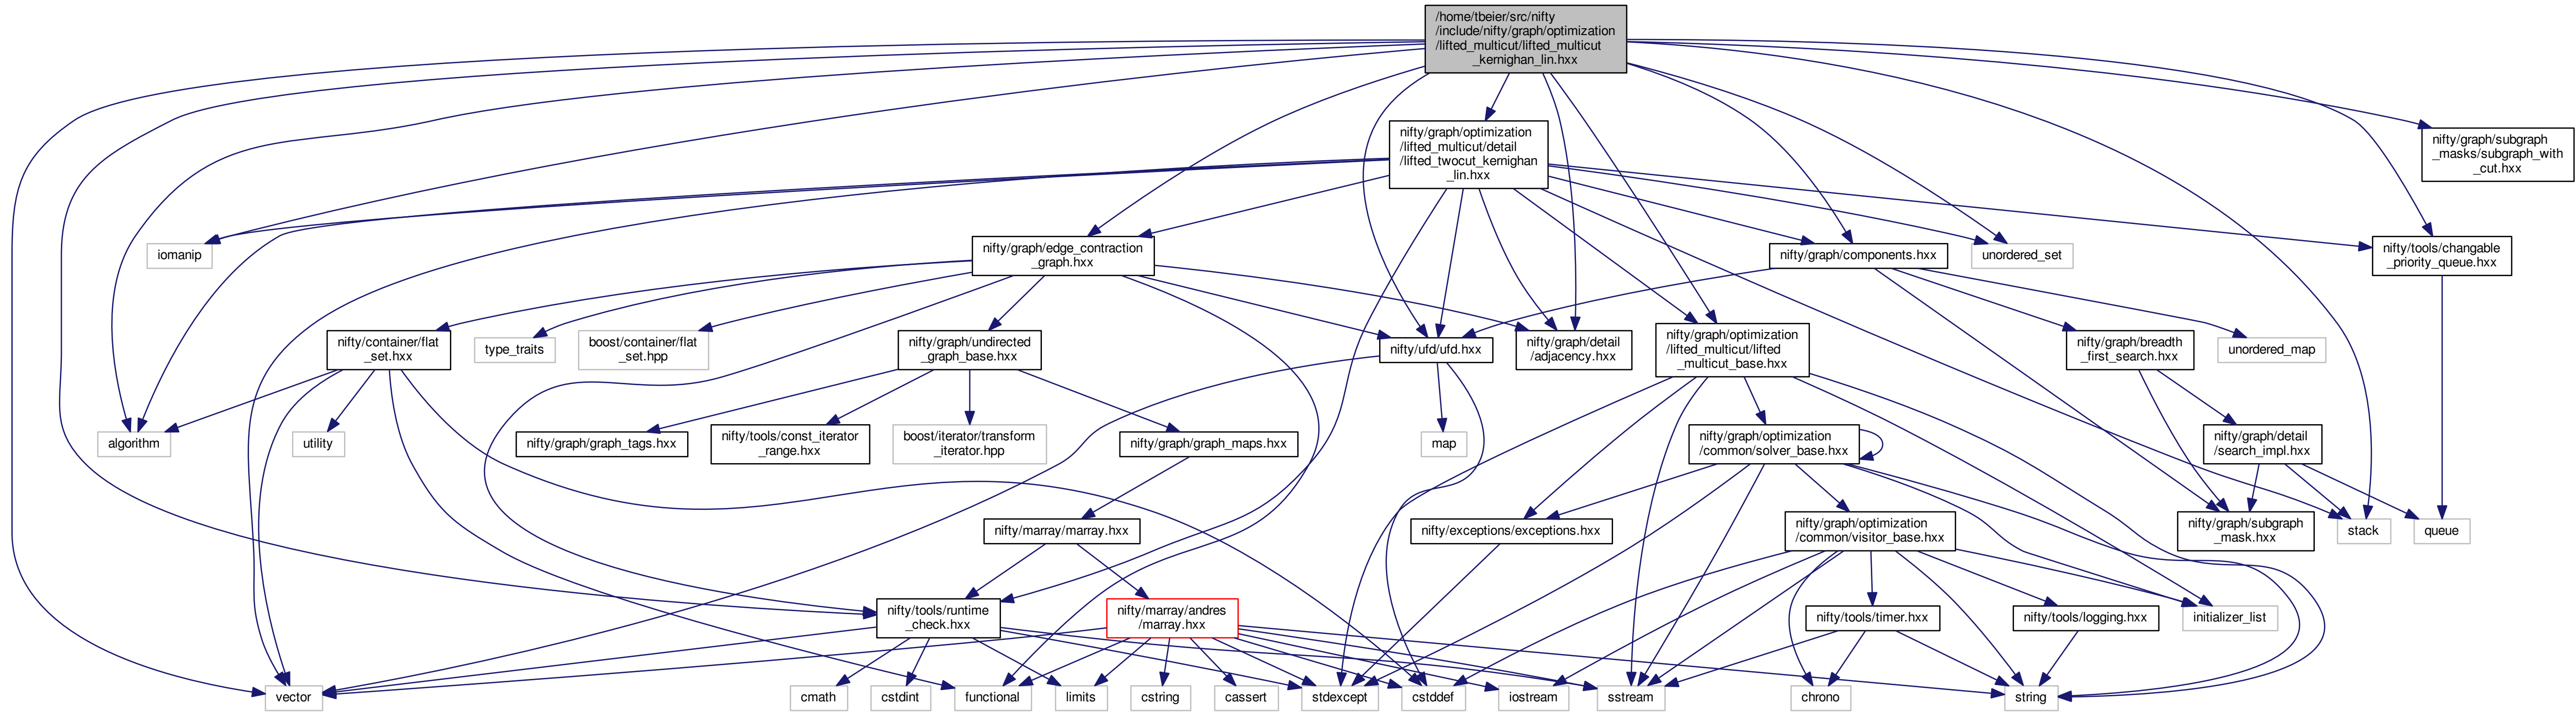 /home/tbeier/src/nifty
/include/nifty/graph/optimization
/lifted_multicut/lifted_multicut
_kernighan_lin.hxx
nifty/graph/optimization
/lifted_multicut/detail
/lifted_twocut_kernighan
_lin.hxx
nifty/graph/subgraph
_masks/subgraph_with
_cut.hxx
iomanip
nifty/graph/edge_contraction
_graph.hxx
nifty/graph/components.hxx
unordered_set
nifty/tools/changable
_priority_queue.hxx
nifty/container/flat
_set.hxx
type_traits
boost/container/flat
_set.hpp
nifty/graph/undirected
_graph_base.hxx
nifty/ufd/ufd.hxx
nifty/graph/detail
/adjacency.hxx
nifty/graph/optimization
/lifted_multicut/lifted
_multicut_base.hxx
nifty/graph/breadth
_first_search.hxx
unordered_map
algorithm
utility
nifty/graph/graph_tags.hxx
nifty/tools/const_iterator
_range.hxx
boost/iterator/transform
_iterator.hpp
nifty/graph/graph_maps.hxx
map
nifty/graph/optimization
/common/solver_base.hxx
nifty/graph/detail
/search_impl.hxx
nifty/marray/marray.hxx
nifty/exceptions/exceptions.hxx
nifty/graph/optimization
/common/visitor_base.hxx
nifty/graph/subgraph
_mask.hxx
stack
queue
nifty/tools/runtime
_check.hxx
nifty/marray/andres
/marray.hxx
nifty/tools/timer.hxx
nifty/tools/logging.hxx
initializer_list
vector
cmath
cstdint
functional
limits
cstring
cassert
stdexcept
cstddef
iostream
sstream
chrono
string